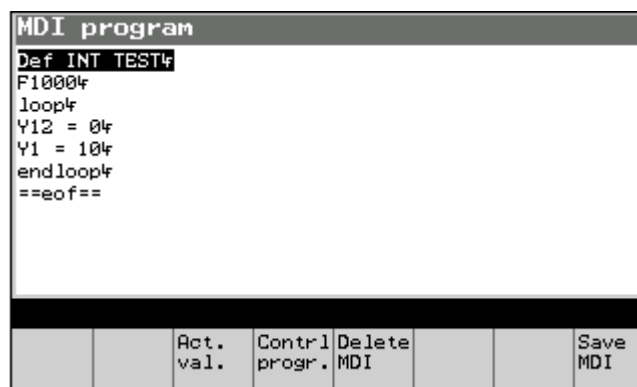 MDI program
Def INT TEST
F1000
loop
Y12 = 0
Y1 = 10
endloop
==eof==
Act. val.
Contrl progr.
Delete MDI
Save MDI